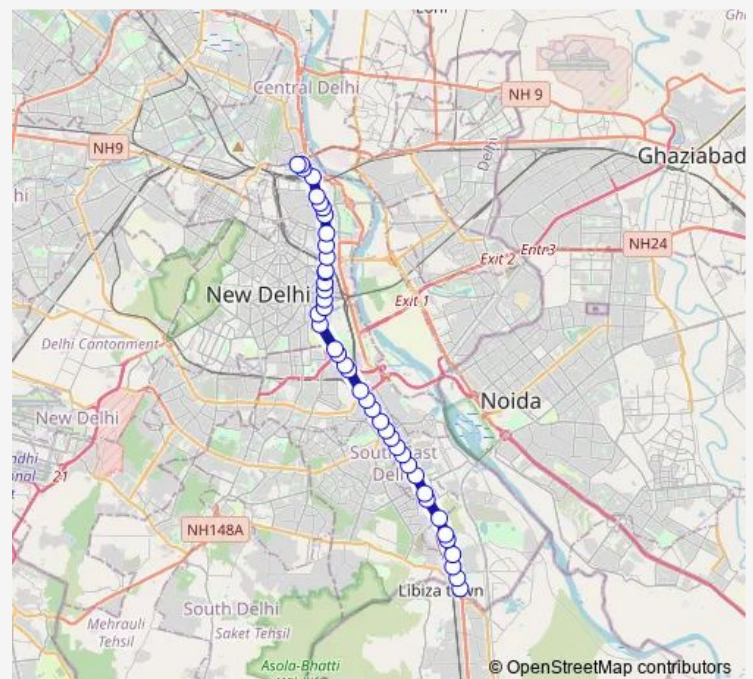 Central Delhi
NH 9
NH9
Delhi
Ghaziabad
hi
Entr3
NH24
Exit 2
New Delhi
Exit 1
Delhi Cantonment
Noida
New Delhi
South East
Delhi
21
NH148A
Libiza town
South Delhi
Mehrauli
Tehsil
Saket Tehsil
Asola-Bhatti
© OpenStreetMap contributors